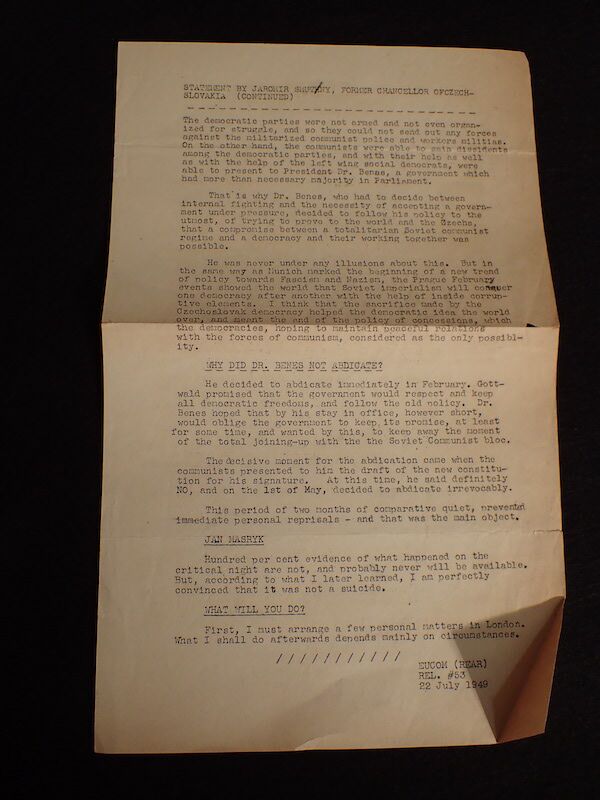 STATEMENT BY JAROMIR SMUTNY, FORMER CHANCELLOR OFCZECH-
SLOVAKIA (CONTINUED)
The democratic parties were not armed and not even organ-
ized for struggle, and so they could not send out any forces
against the militarized communist police and workers militias.
On the other hand, the communists were able to gain dissidents
among the democratic parties, and with their help as well
as with the help of the left wing social democrats, were
able to present to President Dr. Benes, a government which
had more than necessary majority in Parliament.
That is why Dr. Benes, who had to decide between
internal fighting and the necessity of accepting a govern-
ment under pressure, decided to follow his policy to the
utmost, of trying to prove to the world and the Czechs,
that a compromise between a totalitarian Soviet communist
regime and a democracy and their working together was
possible.
He was never under any illusions about this. But in
the same way as Munich marked the beginning of a new trend
of policy towards Fascism and Nazism, the Prague February
events showed the world that Soviet imperialism will conquer
one democracy after another with the help of inside corrup-
tive elements. I think that the sacrifice made by the
Czechoslovak democracy helped the democratic idea the world
over, and meant the end of the policy of concessions, which
the democracies, hoping to maintain peaceful relations
with the forces of communism, considered as the only possibl-
ity.
WHY DID DR. BENES NOT ABDICATE?
He decided to abdicate immediately in February. Gott-
wald promised that the government would respect and keep
all democratic freedoms, and follow the old policy. Dr.
Benes hoped that by his stay in office, however short,
would oblige the government to keep its promise, at least
for some time, and wanted by this, to keep away the moment
of the total joining-up with the the Soviet Communist bloc.
The decisive moment for the abdication came when the
communists presented to him the draft of the new constitu-
tion for his signature. At this time, he said definitely
NO, and on the 1st of May, decided to abdicate irrevocably.
This period of two months of comparative quiet, prevented
immediate personal reprisals - and that was the main object.
JAN MASRYK
Hundred per cent evidence of what happened on the
critical night are not, and probably never will be available.
But, according to what I later learned, I am perfectly
convinced that it was not a suicide.
WHAT WILL YOU DO?
First, I must arrange a few personal matters in London.
What I shall do afterwards depends mainly on circumstances.
/ / / / / / / / / / /
EUCOM (REAR)
REL. #53
22 July 1949